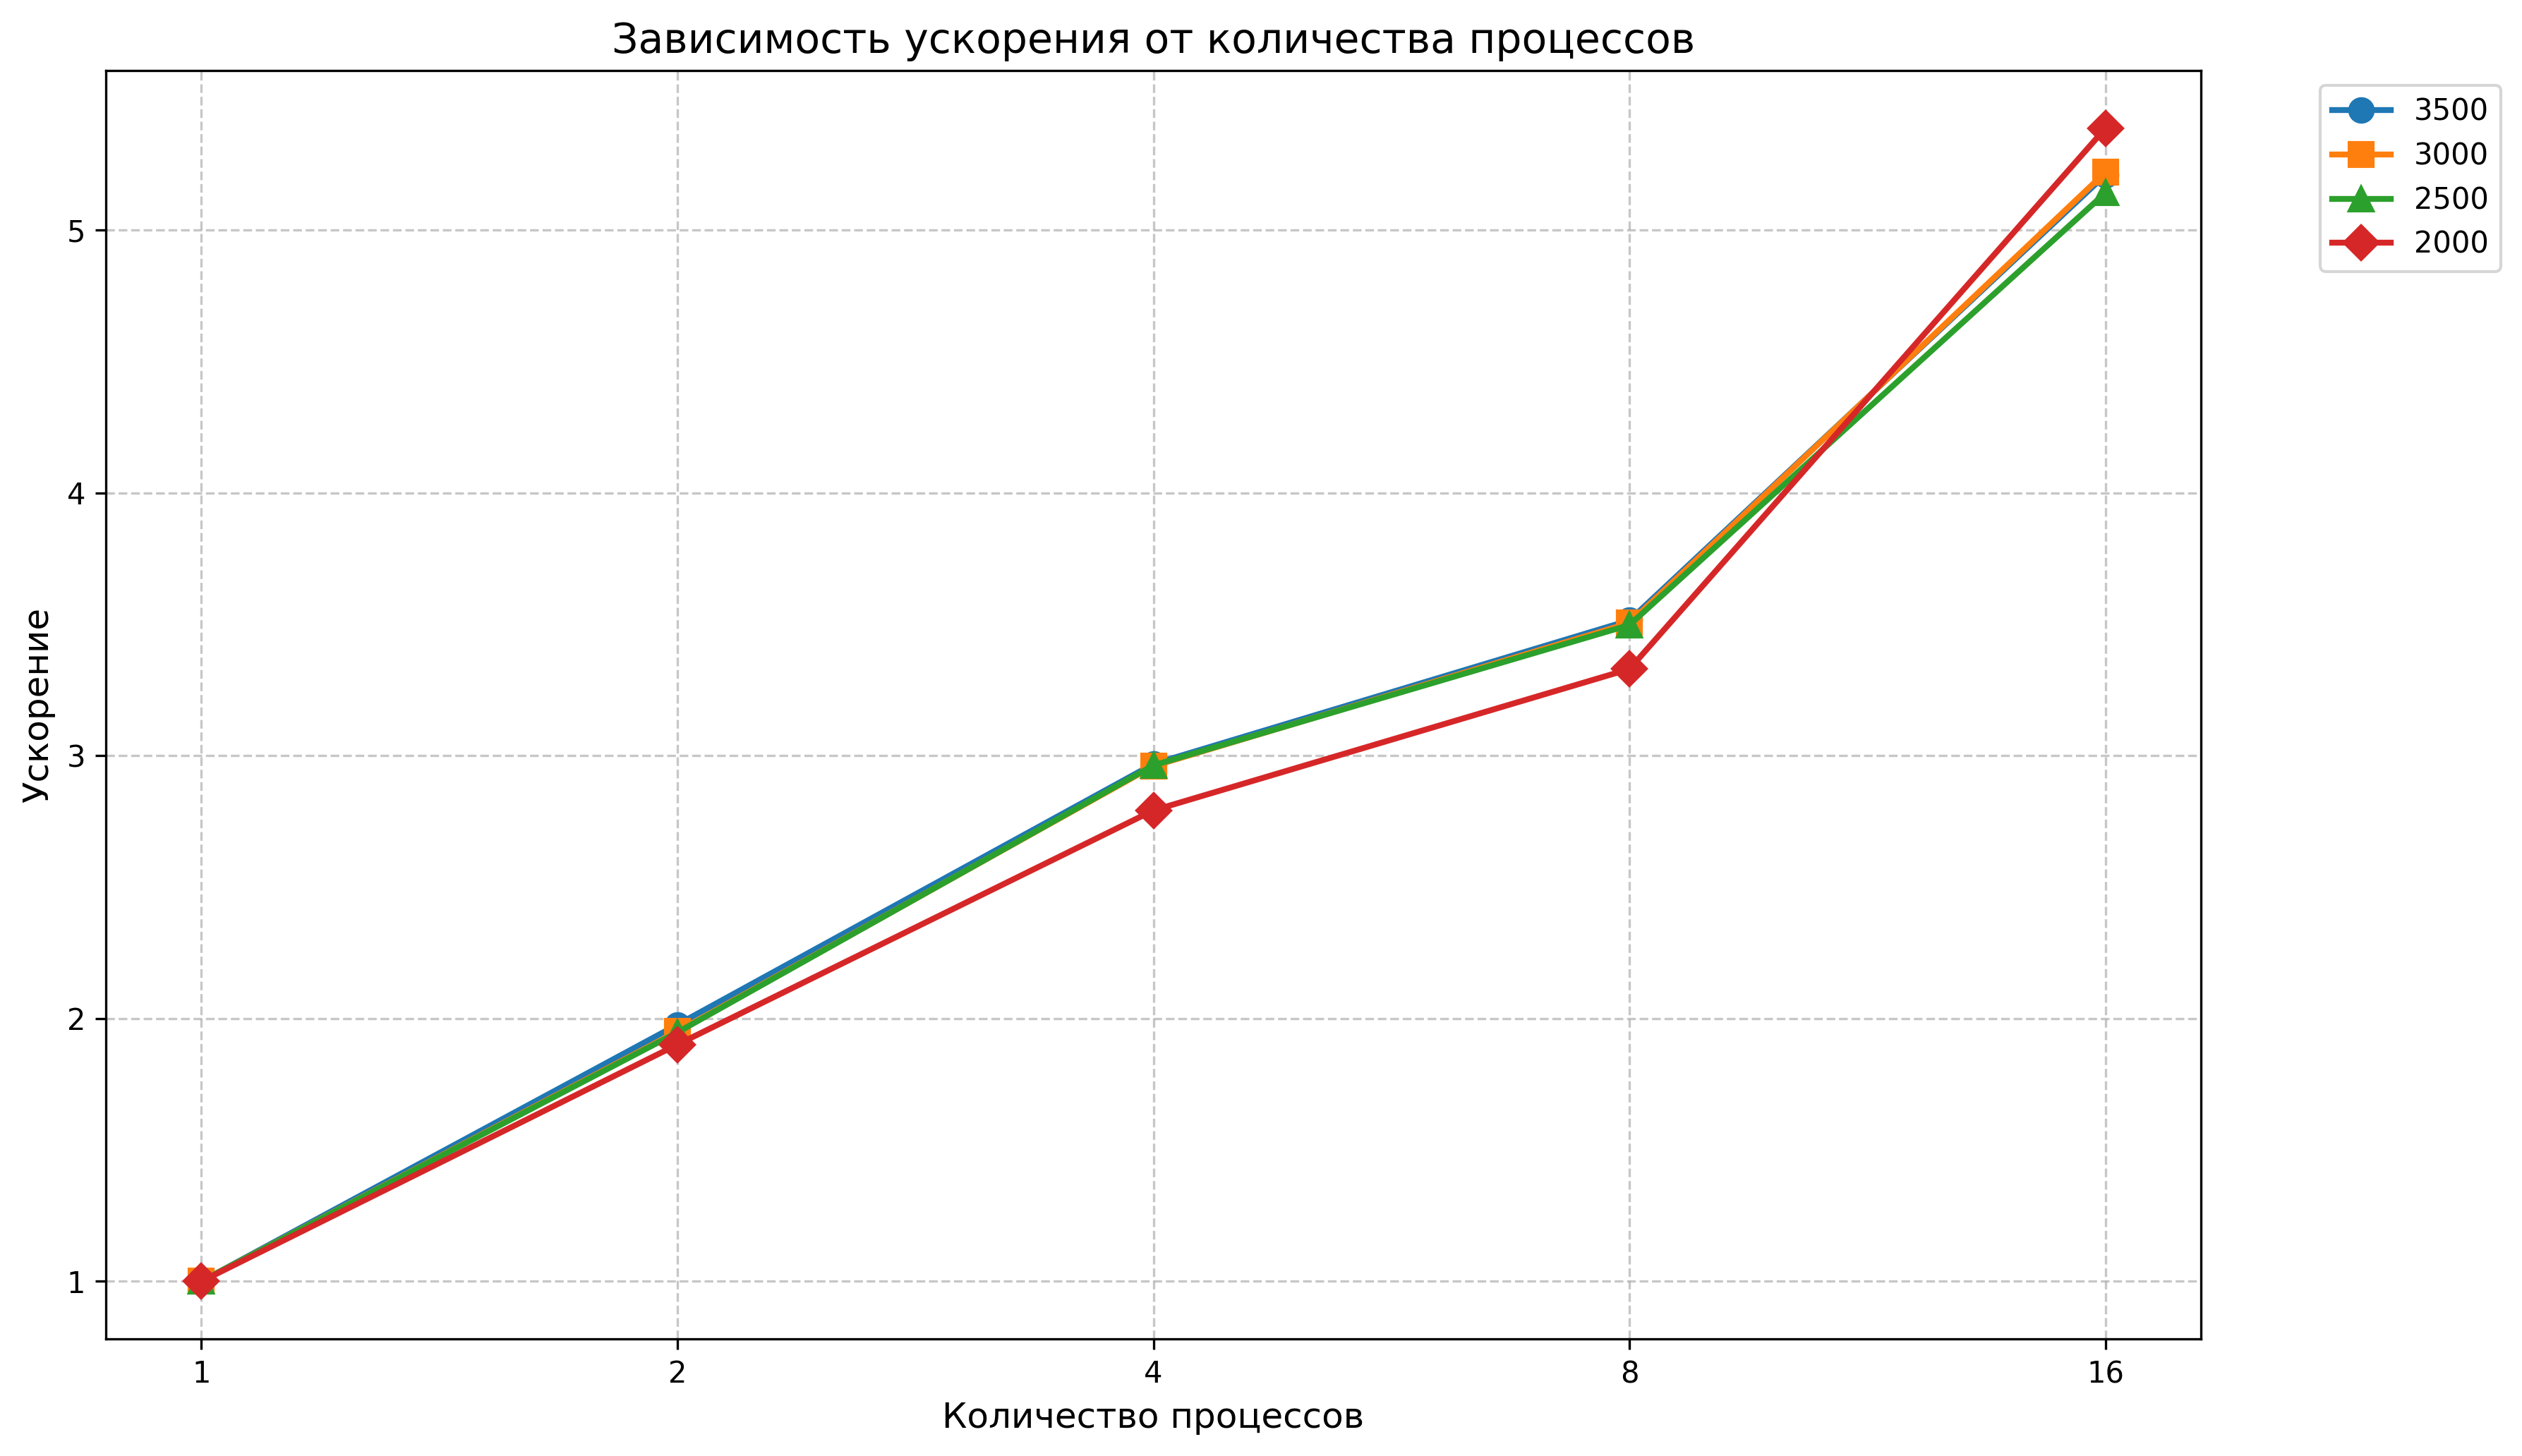 Зависимость ускорения от количества процессов
3500
3000
2500
2000
Ускорение
5
4
3
2
1
1 2 4 8 16
Количество процессов